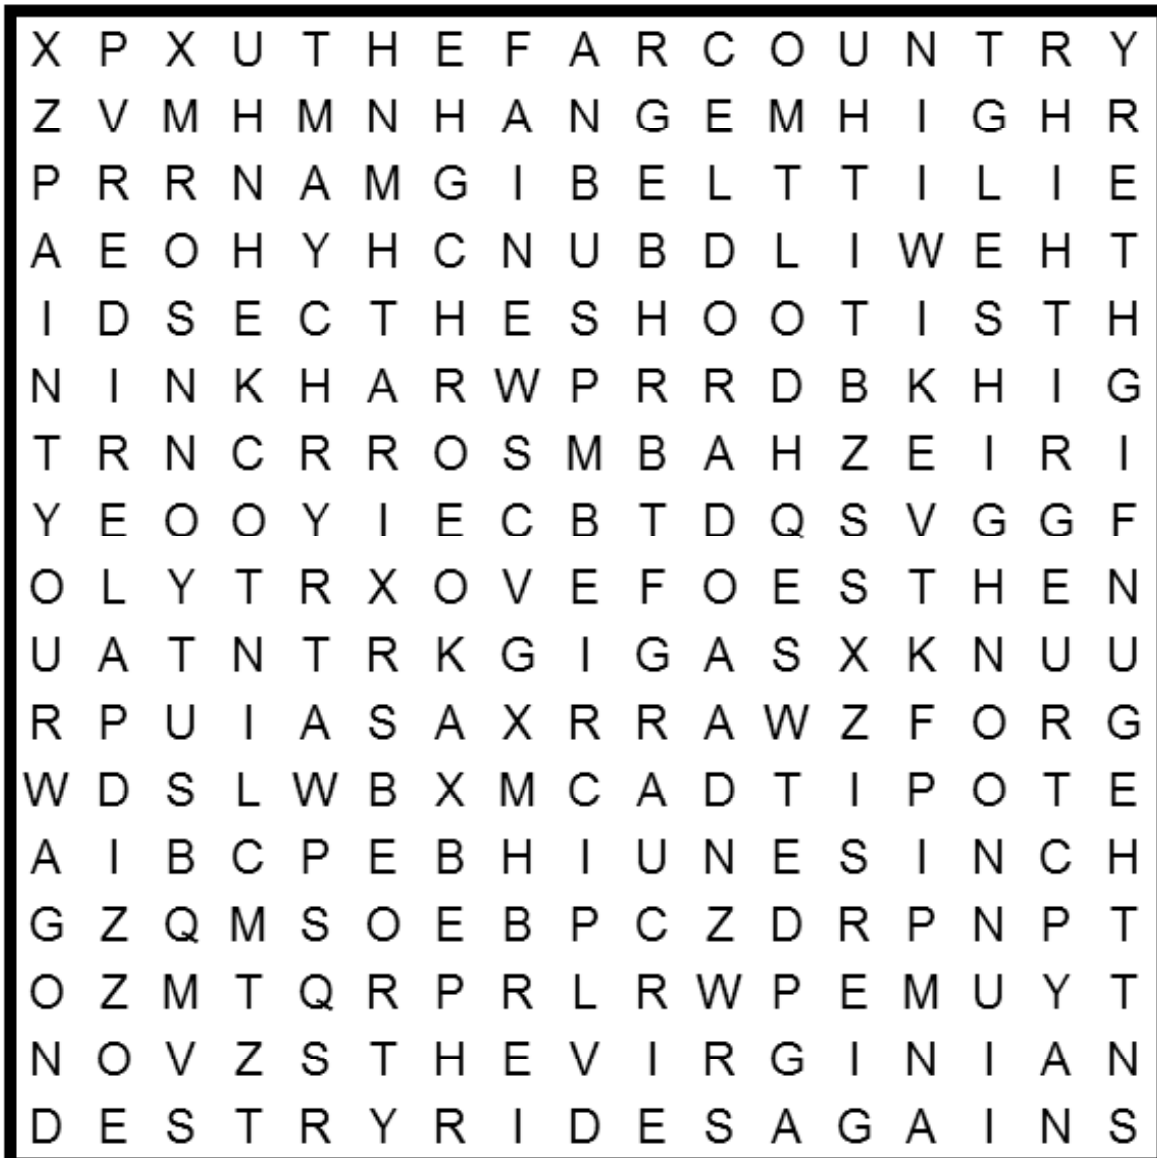 X P X U T H E F A R C O U N T R Y
Z V M H M N H A N G E M H I G H R
P R R N A M G I B E L T T I L I E
A E O H Y H C N U B D L I W E H T
I D S E C T H E S H O O T I S T H
N I N K H A R W P R R D B K H I G
T R N C R R O S M B A H Z E I R I
Y E O O Y I E C B T D Q S V G G F
O L Y T R X O V E F O E S T H E N
U A T N T R K G I G A S X K N U U
R P U I A S A X R R A W Z F O R G
W D S L W B X M C A D T I P O T E
A I B C P E B H I U N E S I N C H
G Z Q M S O E B P C Z D R P N P T
O Z M T Q R P R L R W P E M U Y T
N O V Z S T H E V I R G I N I A N
D E S T R Y R I D E S A G A I N S